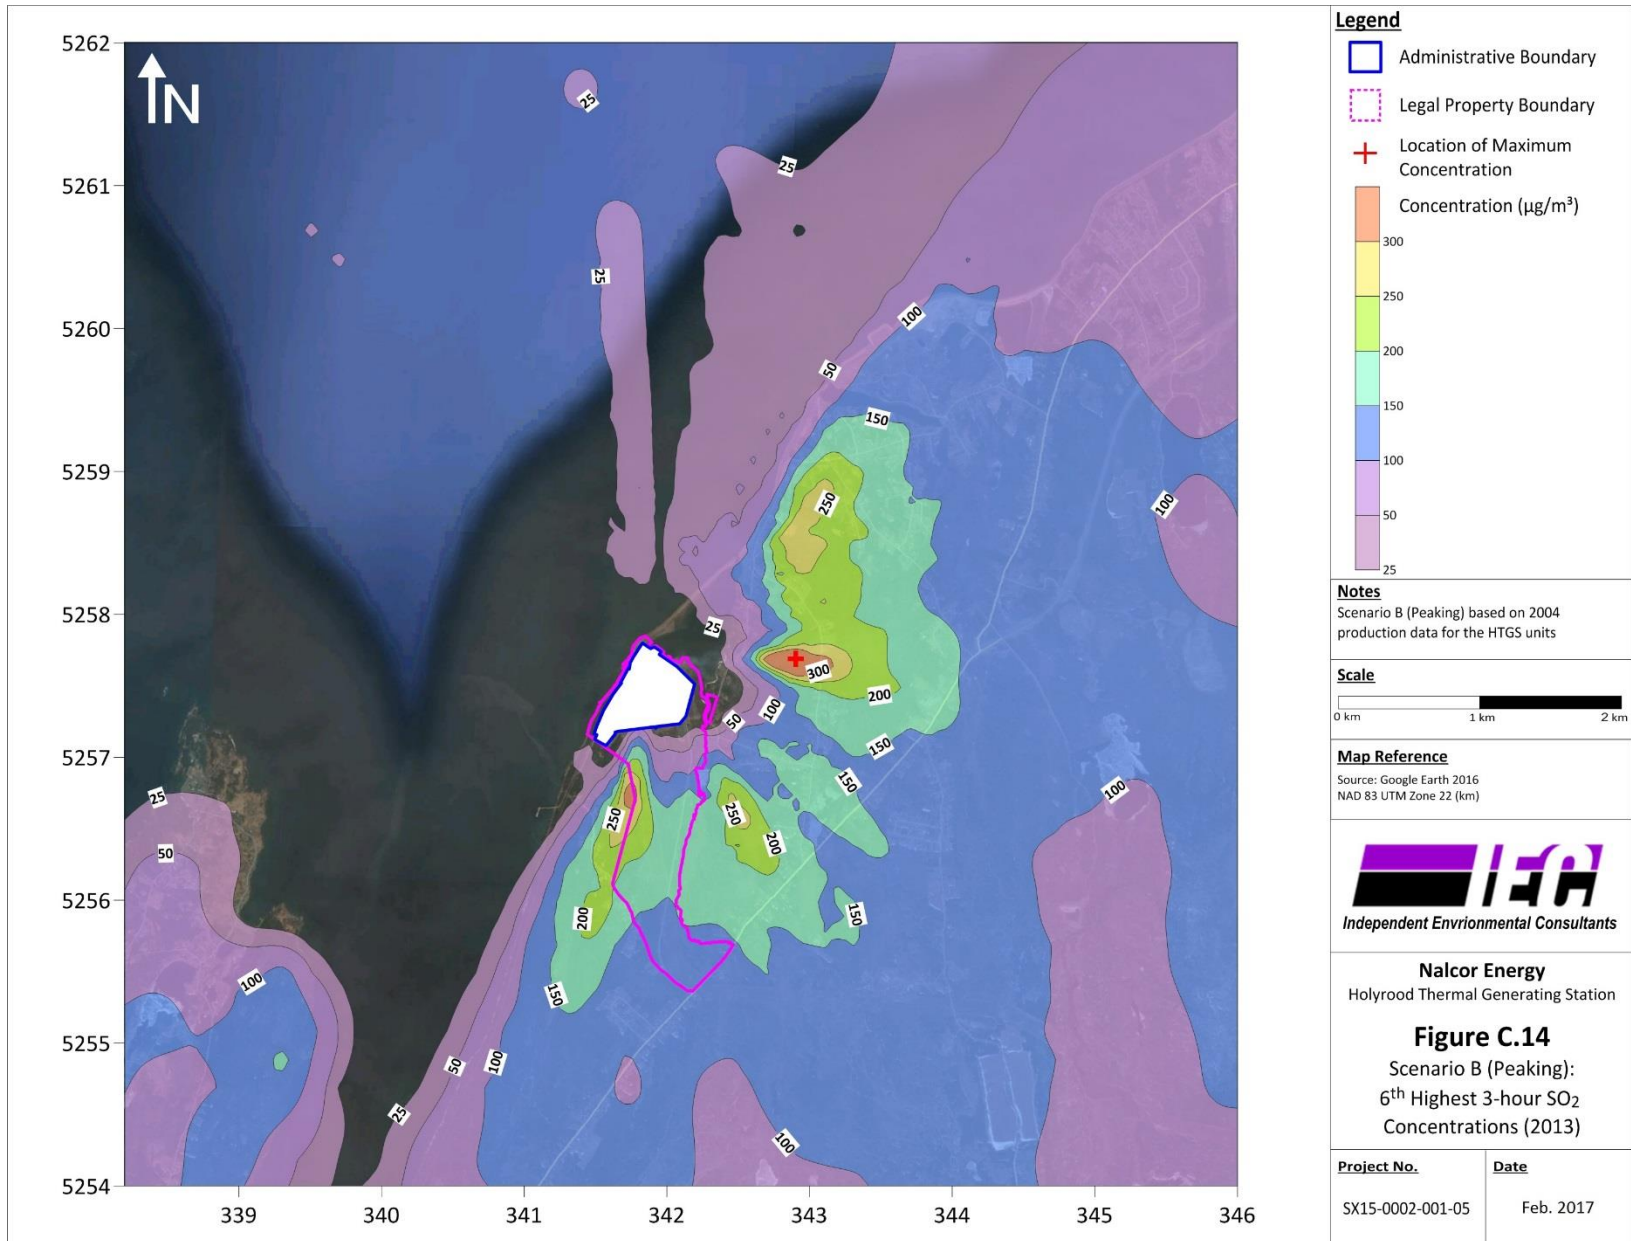 5262
5261
5260
5259
5258
5257
5256
5255
5254
339
340
341
342
343
344
345
346
N
25
25
25
50
100
150
250
100
25
300
200
50
100
150
150
250
250
200
200
150
150
100
25
50
100
50
100
25
100
Legend
Administrative Boundary
Legal Property Boundary
Location of Maximum
Concentration
Concentration (µg/m³)
300
250
200
150
100
50
25
Notes
Scenario B (Peaking) based on 2004
production data for the HTGS units
Scale
0 km 1 km 2 km
Map Reference
Source: Google Earth 2016
NAD 83 UTM Zone 22 (km)
IEC
Independent Envrionmental Consultants
Nalcor Energy
Holyrood Thermal Generating Station
Figure C.14
Scenario B (Peaking):
6th Highest 3-hour SO2
Concentrations (2013)
Project No.
SX15-0002-001-05
Date
Feb. 2017